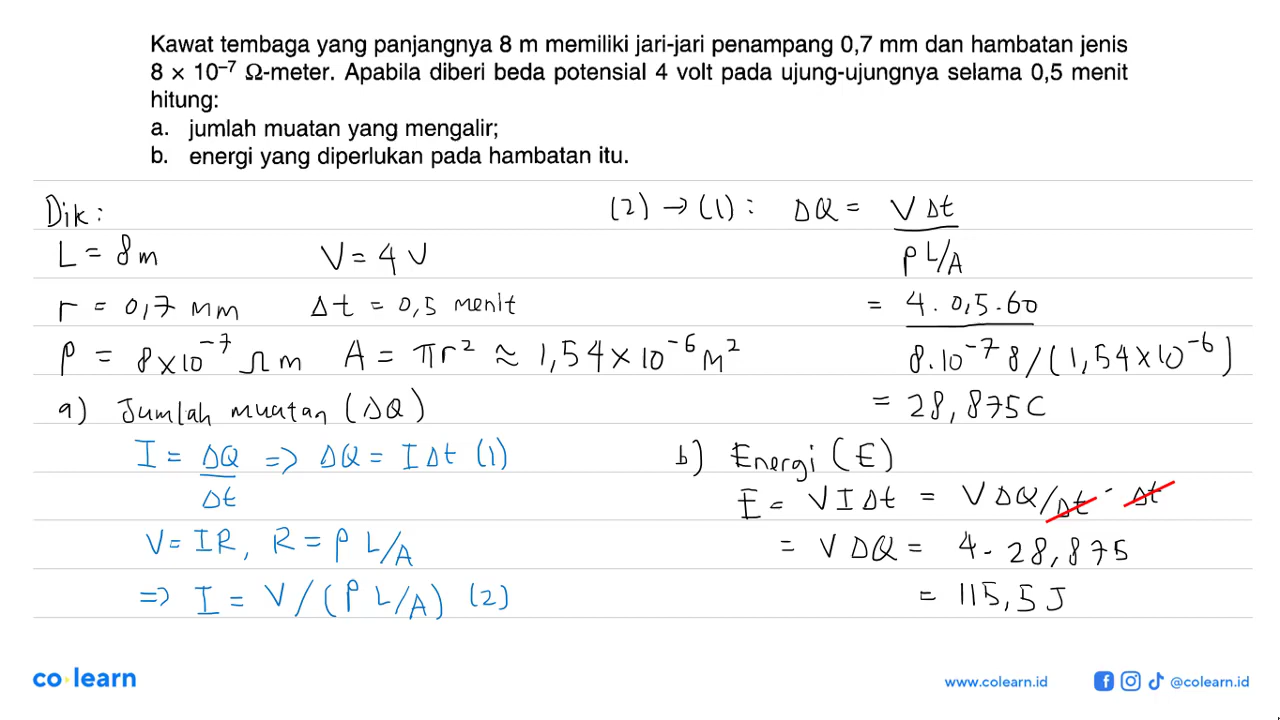 Kawat tembaga yang panjangnya 8 m memiliki jari-jari penampang 0,7 mm dan hambatan jenis
8 × 10⁻⁷ Ω-meter. Apabila diberi beda potensial 4 volt pada ujung-ujungnya selama 0,5 menit
hitung:
a. jumlah muatan yang mengalir;
b. energi yang diperlukan pada hambatan itu.
Dik:
L = 8 m V = 4 V
r = 0,7 mm Δt = 0,5 menit
ρ = 8×10⁻⁷ Ωm A = πr² ≈ 1,54×10⁻⁶ m²
a) Jumlah muatan (ΔQ)
I = ΔQ/Δt => ΔQ = IΔt (1)
V = IR, R = ρ L/A
=> I = V/(ρ L/A) (2)
(2) → (1): ΔQ = V Δt
ρ L/A
= 4 . 0,5 . 60
8.10⁻⁷ 8/(1,54×10⁻⁶)
= 28,875 C
b) Energi (E)
E = V I Δt = V ΔQ/Δt · Δt
= V ΔQ = 4 . 28,875
= 115,5 J
co·learn
www.colearn.id @colearn.id